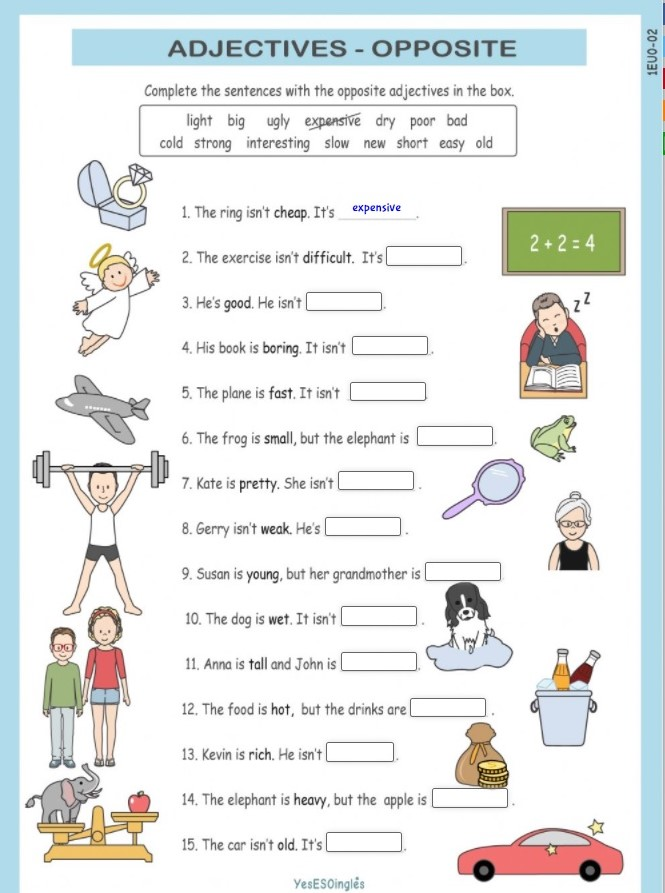 1EU0-02
ADJECTIVES - OPPOSITE
Complete the sentences with the opposite adjectives in the box.
light big ugly expensive dry poor bad
cold strong interesting slow new short easy old
1. The ring isn't cheap. It's expensive.
2 + 2 = 4
2. The exercise isn't difficult. It's .
z z
3. He's good. He isn't .
4. His book is boring. It isn't .
5. The plane is fast. It isn't .
6. The frog is small, but the elephant is .
7. Kate is pretty. She isn't .
8. Gerry isn't weak. He's .
9. Susan is young, but her grandmother is
10. The dog is wet. It isn't .
11. Anna is tall and John is .
12. The food is hot, but the drinks are .
13. Kevin is rich. He isn't .
14. The elephant is heavy, but the apple is .
15. The car isn't old. It's .
YesESOinglés